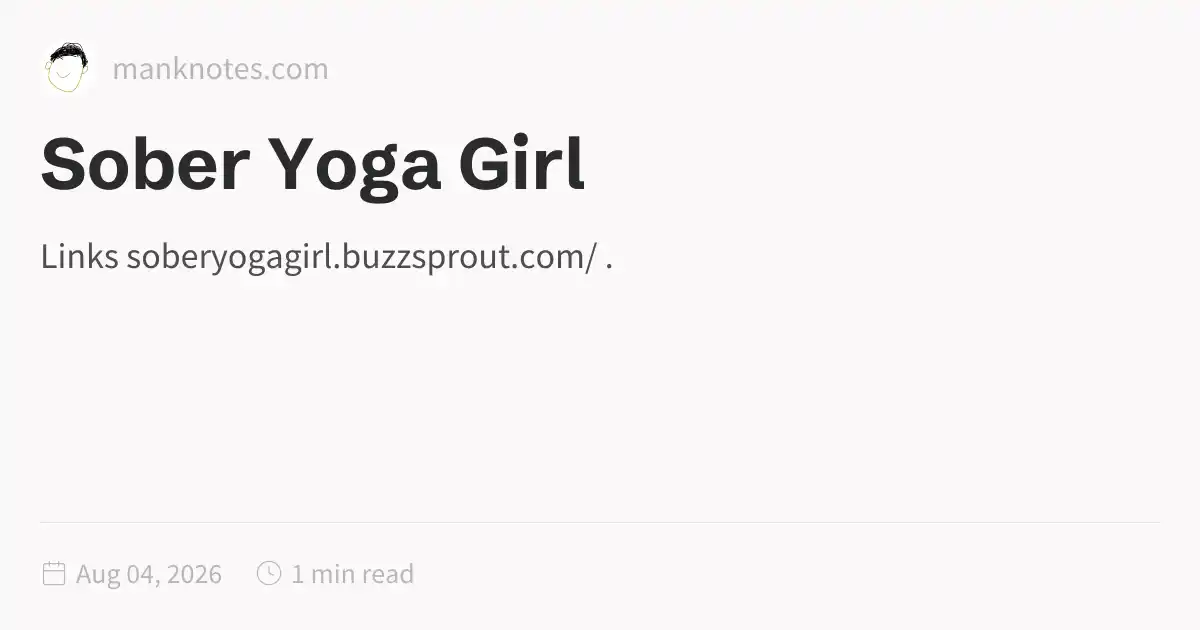 manknotes.com
Sober Yoga Girl
Links soberyogagirl.buzzsprout.com/ .
Aug 04, 2026 1 min read